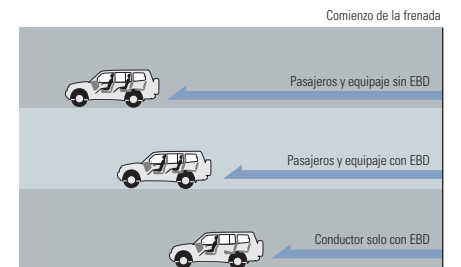 Comienzo de la frenada
Pasajeros y equipaje sin EBD
Pasajeros y equipaje con EBD
Conductor solo con EBD